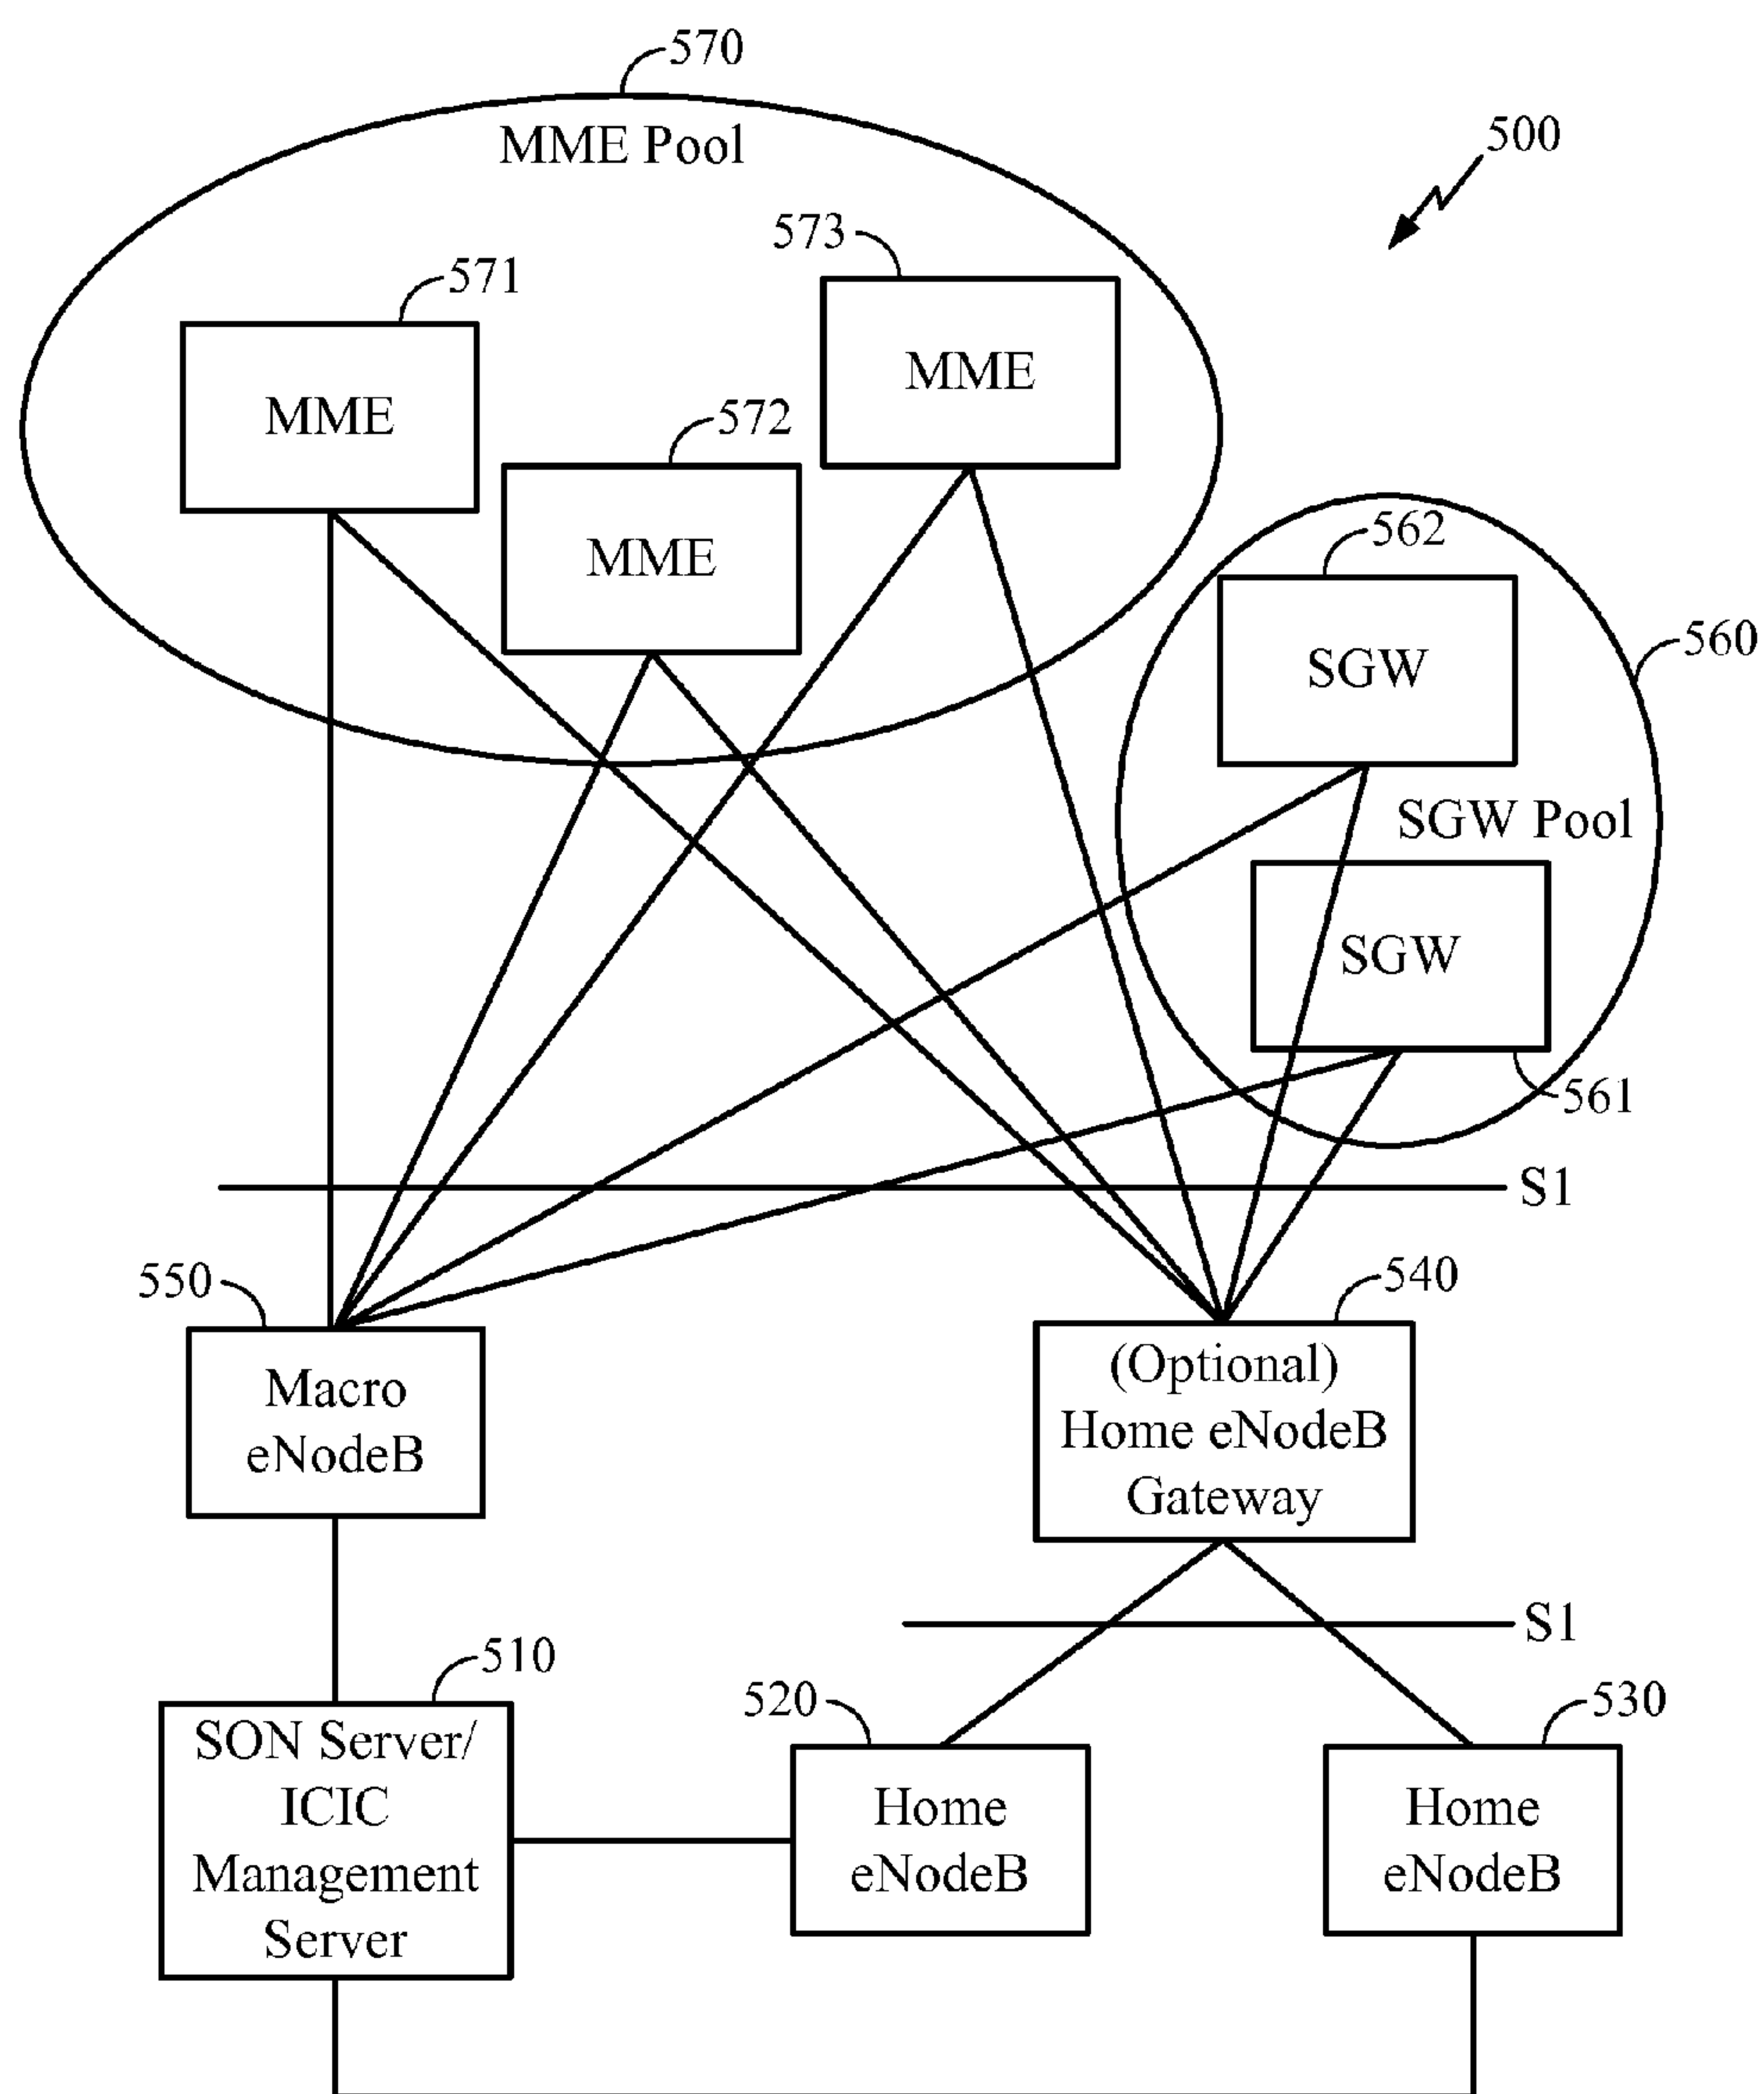 570
MME Pool
500
573
571
MME
MME
572
MME
562
560
SGW
SGW Pool
SGW
561
S1
550
540
Macro
eNodeB
(Optional)
Home eNodeB
Gateway
S1
510
520
530
SON Server/
ICIC
Management
Server
Home
eNodeB
Home
eNodeB